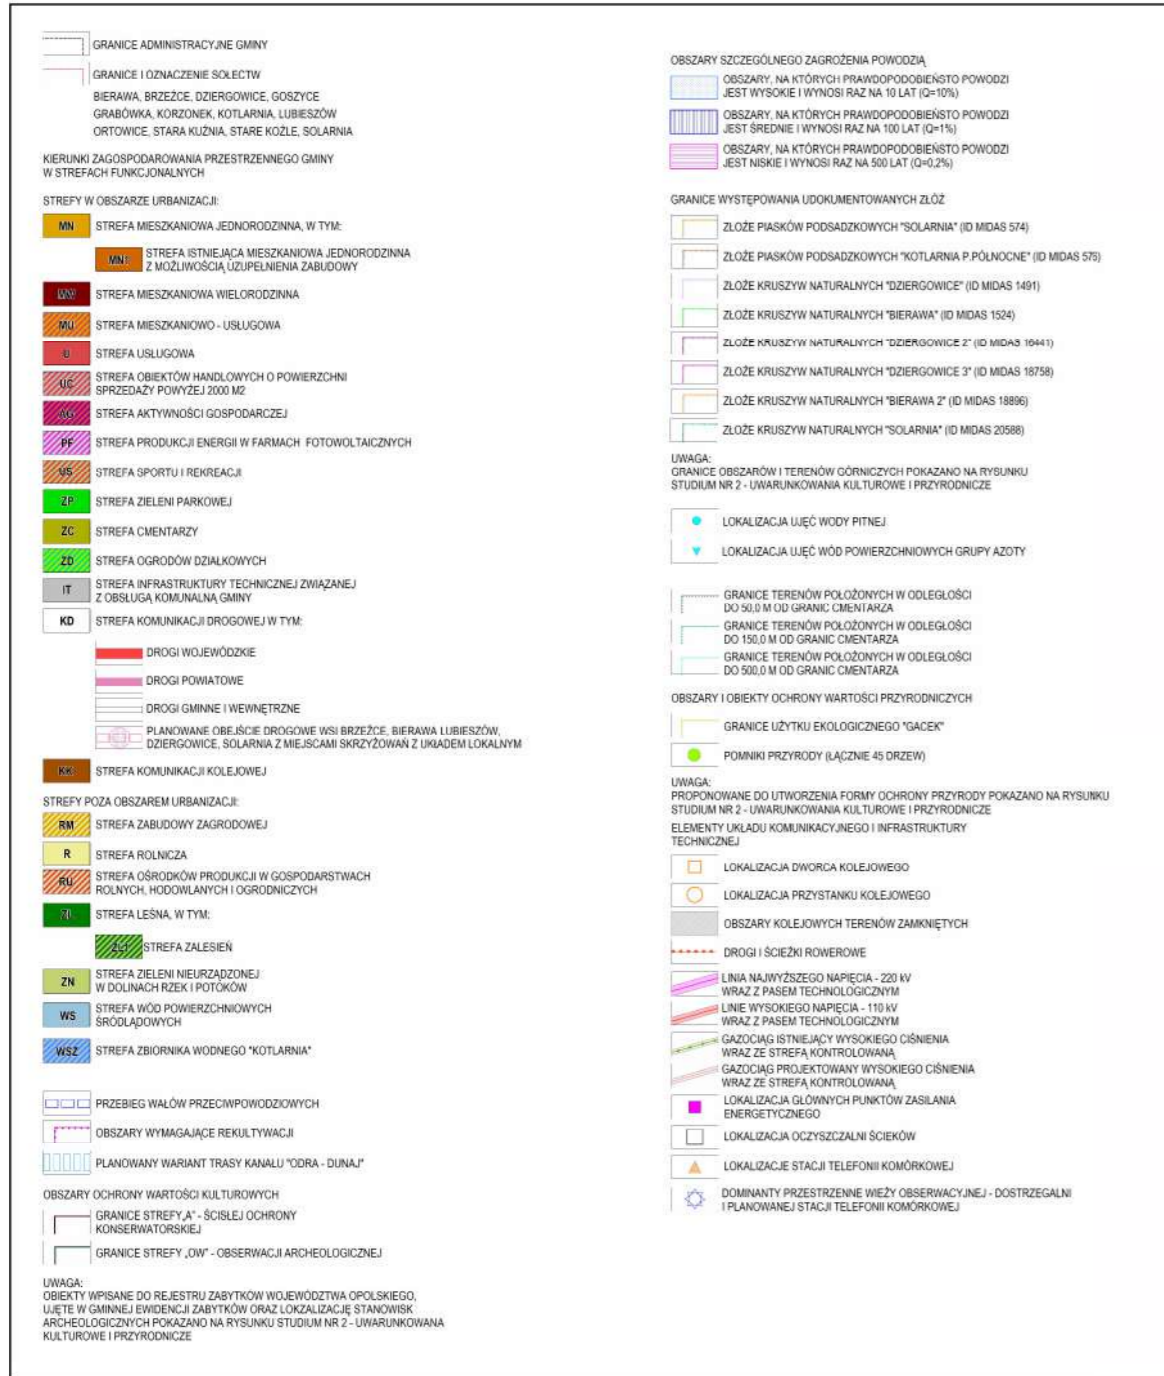 GRANICE ADMINISTRACYJNE GMINY
GRANICE I OZNACZENIE SOŁECTW
BIERAWA, BRZEŹCE, DZIERGOWICE, GOSZYCE
GRABÓWKA, KORZONEK, KOTLARNIA, LUBIESZÓW
ORTOWICE, STARA KUŹNIA, STARE KOŹLE, SOLARNIA
KIERUNKI ZAGOSPODAROWANIA PRZESTRZENNEGO GMINY
W STREFACH FUNKCJONALNYCH
STREFY W OBSZARZE URBANIZACJI:
MN STREFA MIESZKANIOWA JEDNORODZINNA, W TYM:
MN1 STREFA ISTNIEJĄCA MIESZKANIOWA JEDNORODZINNA
Z MOŻLIWOŚCIĄ UZUPEŁNIENIA ZABUDOWY
MW STREFA MIESZKANIOWA WIELORODZINNA
MU STREFA MIESZKANIOWO - USŁUGOWA
U STREFA USŁUGOWA
UC STREFA OBIEKTÓW HANDLOWYCH O POWIERZCHNI
SPRZEDAŻY POWYŻEJ 2000 M2
AG STREFA AKTYWNOŚCI GOSPODARCZEJ
PF STREFA PRODUKCJI ENERGII W FARMACH FOTOWOLTAICZNYCH
US STREFA SPORTU I REKREACJI
ZP STREFA ZIELENI PARKOWEJ
ZC STREFA CMENTARZY
ZD STREFA OGRODÓW DZIAŁKOWYCH
IT STREFA INFRASTRUKTURY TECHNICZNEJ ZWIĄZANEJ
Z OBSŁUGĄ KOMUNALNĄ GMINY
KD STREFA KOMUNIKACJI DROGOWEJ W TYM:
DROGI WOJEWÓDZKIE
DROGI POWIATOWE
DROGI GMINNE I WEWNĘTRZNE
PLANOWANE OBEJŚCIE DROGOWE WSI BRZEŹCE, BIERAWA LUBIESZÓW,
DZIERGOWICE, SOLARNIA Z MIEJSCAMI SKRZYŻOWAŃ Z UKŁADEM LOKALNYM
KK STREFA KOMUNIKACJI KOLEJOWEJ
STREFY POZA OBSZAREM URBANIZACJI:
RM STREFA ZABUDOWY ZAGRODOWEJ
R STREFA ROLNICZA
RU STREFA OŚRODKÓW PRODUKCJI W GOSPODARSTWACH
ROLNYCH, HODOWLANYCH I OGRODNICZYCH
ZL STREFA LEŚNA, W TYM:
ZL1 STREFA ZALESIEŃ
ZN STREFA ZIELENI NIEURZĄDZONEJ
W DOLINACH RZEK I POTOKÓW
WS STREFA WÓD POWIERZCHNIOWYCH
ŚRÓDLĄDOWYCH
WSZ STREFA ZBIORNIKA WODNEGO "KOTLARNIA"
PRZEBIEG WAŁÓW PRZECIWPOWODZIOWYCH
OBSZARY WYMAGAJĄCE REKULTYWACJI
PLANOWANY WARIANT TRASY KANAŁU "ODRA - DUNAJ"
OBSZARY OCHRONY WARTOŚCI KULTUROWYCH
GRANICE STREFY „A" - ŚCISŁEJ OCHRONY
KONSERWATORSKIEJ
GRANICE STREFY „OW" - OBSERWACJI ARCHEOLOGICZNEJ
UWAGA:
OBIEKTY WPISANE DO REJESTRU ZABYTKÓW WOJEWÓDZTWA OPOLSKIEGO,
UJĘTE W GMINNEJ EWIDENCJI ZABYTKÓW ORAZ LOKZALIZACJĘ STANOWISK
ARCHEOLOGICZNYCH POKAZANO NA RYSUNKU STUDIUM NR 2 - UWARUNKOWANA
KULTUROWE I PRZYRODNICZE
OBSZARY SZCZEGÓLNEGO ZAGROŻENIA POWODZIĄ
OBSZARY, NA KTÓRYCH PRAWDOPODOBIEŃSTO POWODZI
JEST WYSOKIE I WYNOSI RAZ NA 10 LAT (Q=10%)
OBSZARY, NA KTÓRYCH PRAWDOPODOBIEŃSTO POWODZI
JEST ŚREDNIE I WYNOSI RAZ NA 100 LAT (Q=1%)
OBSZARY, NA KTÓRYCH PRAWDOPODOBIEŃSTO POWODZI
JEST NISKIE I WYNOSI RAZ NA 500 LAT (Q=0,2%)
GRANICE WYSTĘPOWANIA UDOKUMENTOWANYCH ZŁÓŻ
ZŁOŻE PIASKÓW PODSADZKOWYCH "SOLARNIA" (ID MIDAS 574)
ZŁOŻE PIASKÓW PODSADZKOWYCH "KOTLARNIA P.PÓŁNOCNE" (ID MIDAS 575)
ZŁOŻE KRUSZYW NATURALNYCH "DZIERGOWICE" (ID MIDAS 1491)
ZŁOŻE KRUSZYW NATURALNYCH "BIERAWA" (ID MIDAS 1524)
ZŁOŻE KRUSZYW NATURALNYCH "DZIERGOWICE 2" (ID MIDAS 16441)
ZŁOŻE KRUSZYW NATURALNYCH "DZIERGOWICE 3" (ID MIDAS 18758)
ZŁOŻE KRUSZYW NATURALNYCH "BIERAWA 2" (ID MIDAS 18896)
ZŁOŻE KRUSZYW NATURALNYCH "SOLARNIA" (ID MIDAS 20588)
UWAGA:
GRANICE OBSZARÓW I TERENÓW GÓRNICZYCH POKAZANO NA RYSUNKU
STUDIUM NR 2 - UWARUNKOWANIA KULTUROWE I PRZYRODNICZE
LOKALIZACJA UJĘĆ WODY PITNEJ
LOKALIZACJA UJĘĆ WÓD POWIERZCHNIOWYCH GRUPY AZOTY
GRANICE TERENÓW POŁOŻONYCH W ODLEGŁOŚCI
DO 50,0 M OD GRANIC CMENTARZA
GRANICE TERENÓW POŁOŻONYCH W ODLEGŁOŚCI
DO 150,0 M OD GRANIC CMENTARZA
GRANICE TERENÓW POŁOŻONYCH W ODLEGŁOŚCI
DO 500,0 M OD GRANIC CMENTARZA
OBSZARY I OBIEKTY OCHRONY WARTOŚCI PRZYRODNICZYCH
GRANICE UŻYTKU EKOLOGICZNEGO "GACEK"
POMNIKI PRZYRODY (ŁĄCZNIE 45 DRZEW)
UWAGA:
PROPONOWANE DO UTWORZENIA FORMY OCHRONY PRZYRODY POKAZANO NA RYSUNKU
STUDIUM NR 2 - UWARUNKOWANIA KULTUROWE I PRZYRODNICZE
ELEMENTY UKŁADU KOMUNIKACYJNEGO I INFRASTRUKTURY
TECHNICZNEJ
LOKALIZACJA DWORCA KOLEJOWEGO
LOKALIZACJA PRZYSTANKU KOLEJOWEGO
OBSZARY KOLEJOWYCH TERENÓW ZAMKNIĘTYCH
DROGI I ŚCIEŻKI ROWEROWE
LINIA NAJWYŻSZEGO NAPIĘCIA - 220 kV
WRAZ Z PASEM TECHNOLOGICZNYM
LINIE WYSOKIEGO NAPIĘCIA - 110 kV
WRAZ Z PASEM TECHNOLOGICZNYM
GAZOCIĄG ISTNIEJĄCY WYSOKIEGO CIŚNIENIA
WRAZ ZE STREFĄ KONTROLOWANĄ
GAZOCIĄG PROJEKTOWANY WYSOKIEGO CIŚNIENIA
WRAZ ZE STREFĄ KONTROLOWANĄ
LOKALIZACJA GŁÓWNYCH PUNKTÓW ZASILANIA
ENERGETYCZNEGO
LOKALIZACJA OCZYSZCZALNI ŚCIEKÓW
LOKALIZACJE STACJI TELEFONII KOMÓRKOWEJ
DOMINANTY PRZESTRZENNE WIEŻY OBSERWACYJNEJ - DOSTRZEGALNI
I PLANOWANEJ STACJI TELEFONII KOMÓRKOWEJ